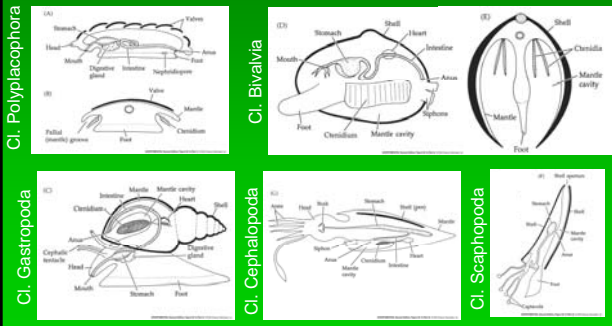 Cl. Polyplacophora
(A)
Valves
Stomach
Head
Mouth
Digestive
gland
Intestine
Nephridiopore
Anus
Foot
(B)
Valve
Mantle
Pallial
(mantle) groove
Foot
Ctenidium
Cl. Bivalvia
(D)
Shell
Stomach
Heart
Intestine
Mouth
Anus
Siphons
Foot
Ctenidium
Mantle cavity
(E)
Shell
Ctenidia
Mantle
cavity
Mantle
Foot
Cl. Gastropoda
(C)
Mantle
Mantle cavity
Intestine
Heart
Ctenidium
Shell
Anus
Cephalic
tentacle
Head
Mouth
Stomach
Foot
Digestive
gland
Cl. Cephalopoda
(G)
Arms
Head
Beak
Stomach
Shell (pen)
Mantle
Siphon
Anus
Mantle
cavity
Ctenidium
Intestine
Heart
Cl. Scaphopoda
(F)
Shell aperture
Stomach
Shell
Mantle
cavity
Anus
Foot
Captacula